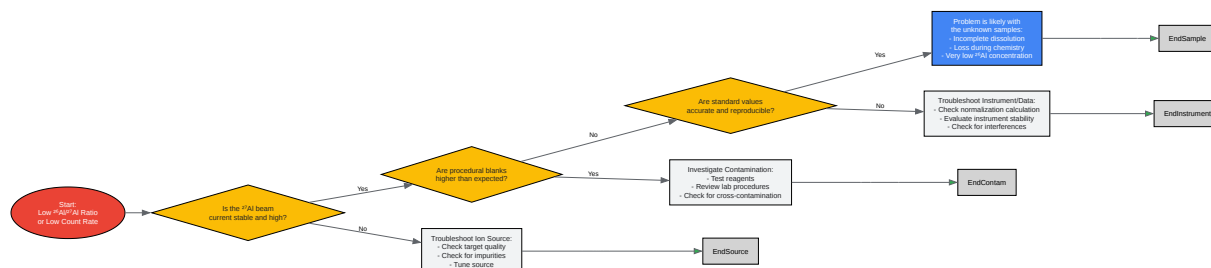 Start:
Low ²⁶Al/²⁷Al Ratio
or Low Count Rate
Is the ²⁷Al beam
current stable and high?
Yes
No
Troubleshoot Ion Source:
- Check target quality
- Check for impurities
- Tune source
EndSource
Are procedural blanks
higher than expected?
No
Yes
Investigate Contamination:
- Test reagents
- Review lab procedures
- Check for cross-contamination
EndContam
Are standard values
accurate and reproducible?
Yes
No
Problem is likely with
the unknown samples:
- Incomplete dissolution
- Loss during chemistry
- Very low ²⁶Al concentration
EndSample
Troubleshoot Instrument/Data:
- Check normalization calculation
- Evaluate instrument stability
- Check for interferences
EndInstrument